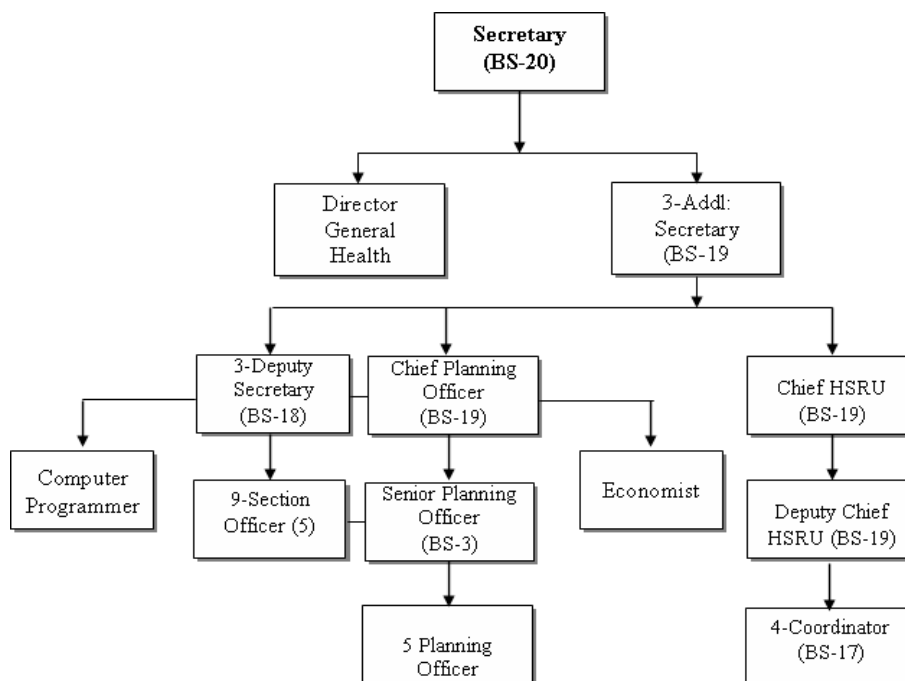 Secretary
(BS-20)
Director
General
Health
3-Addl:
Secretary
(BS-19
3-Deputy
Secretary
(BS-18)
Chief Planning
Officer
(BS-19)
Chief HSRU
(BS-19)
Computer
Programmer
9-Section
Officer (5)
Senior Planning
Officer
(BS-3)
Economist
Deputy Chief
HSRU (BS-19)
5 Planning
Officer
4-Coordinator
(BS-17)